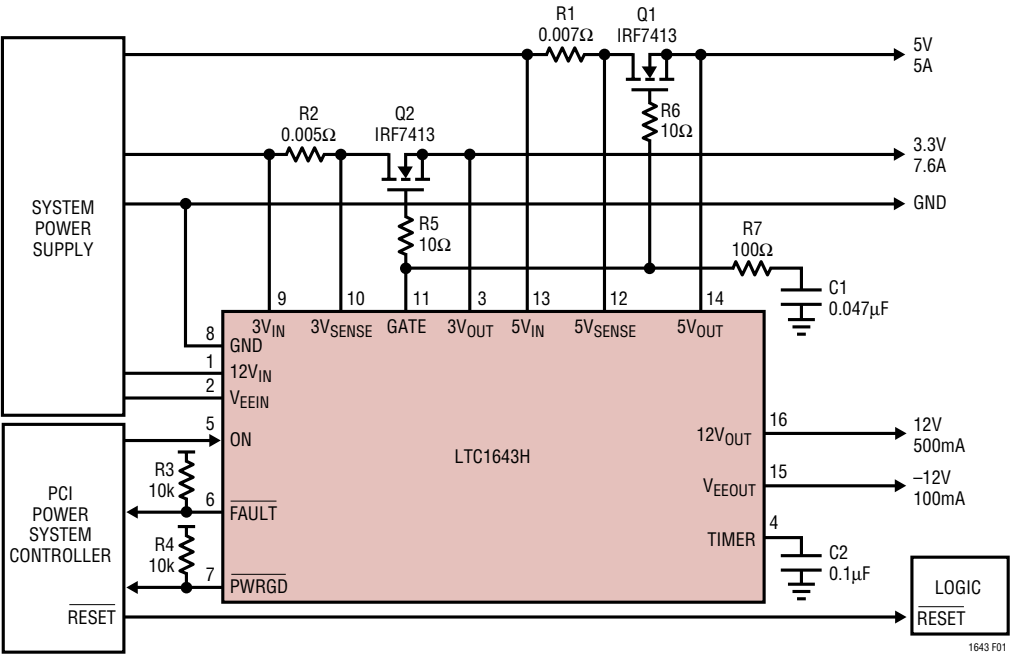 R1
0.007Ω
Q1
IRF7413
5V
5A
R6
10Ω
R2
0.005Ω
Q2
IRF7413
3.3V
7.6A
GND
SYSTEM
POWER
SUPPLY
R5
10Ω
R7
100Ω
C1
0.047µF
9
10
11
3
13
12
14
3VIN
3VSENSE
GATE
3VOUT
5VIN
5VSENSE
5VOUT
8
GND
1
12VIN
2
VEEIN
5
ON
LTC1643H
R3
10k
6
FAULT
R4
10k
7
PWRGD
PCI
POWER
SYSTEM
CONTROLLER
RESET
12VOUT
16
12V
500mA
VEEOUT
15
–12V
100mA
TIMER
4
C2
0.1µF
LOGIC
RESET
1643 F01